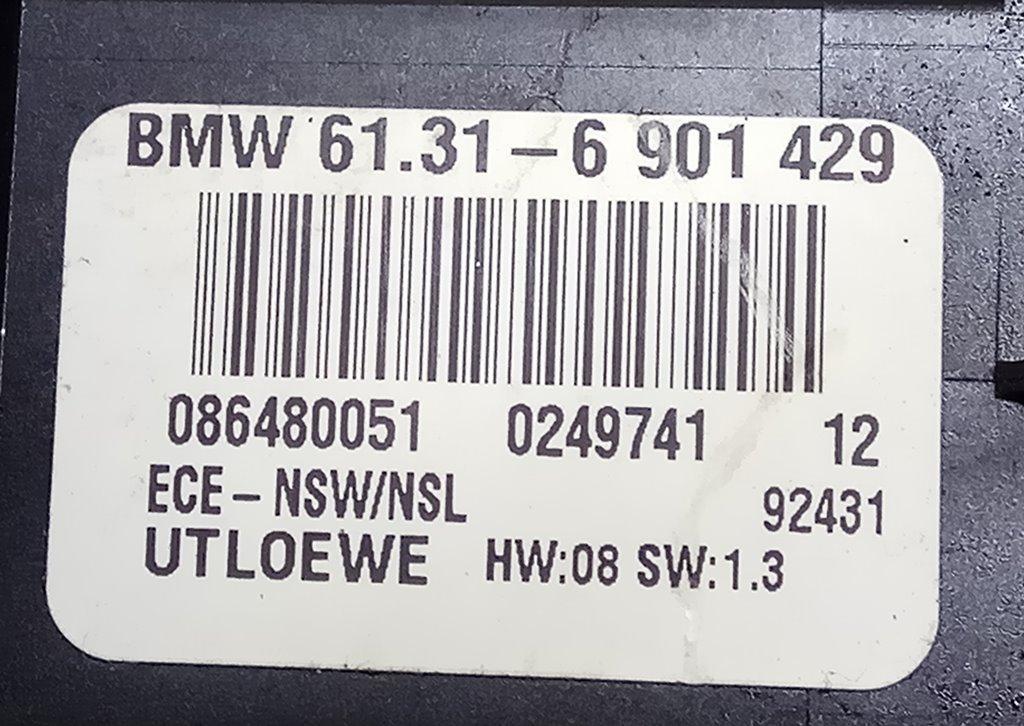 BMW 61.31 – 6 901 429
086480051 0249741 12
ECE – NSW/NSL 92431
UTLOEWE HW:08 SW:1.3